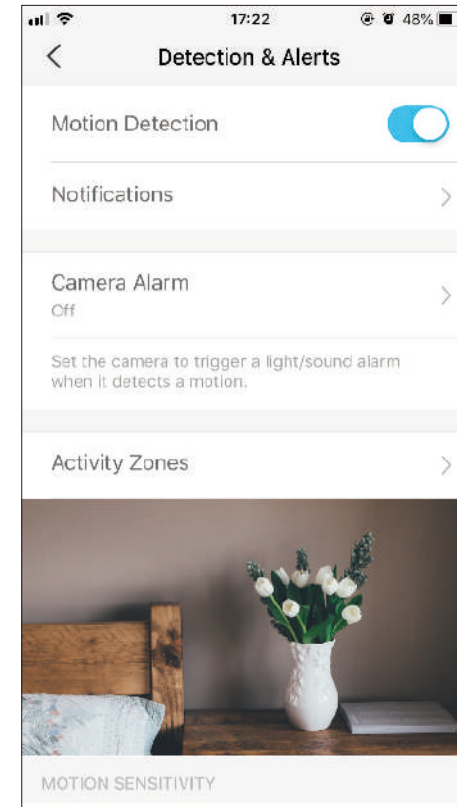 17:22
48%
Detection & Alerts
Motion Detection
Notifications
Camera Alarm
Off
Set the camera to trigger a light/sound alarm
when it detects a motion.
Activity Zones
MOTION SENSITIVITY